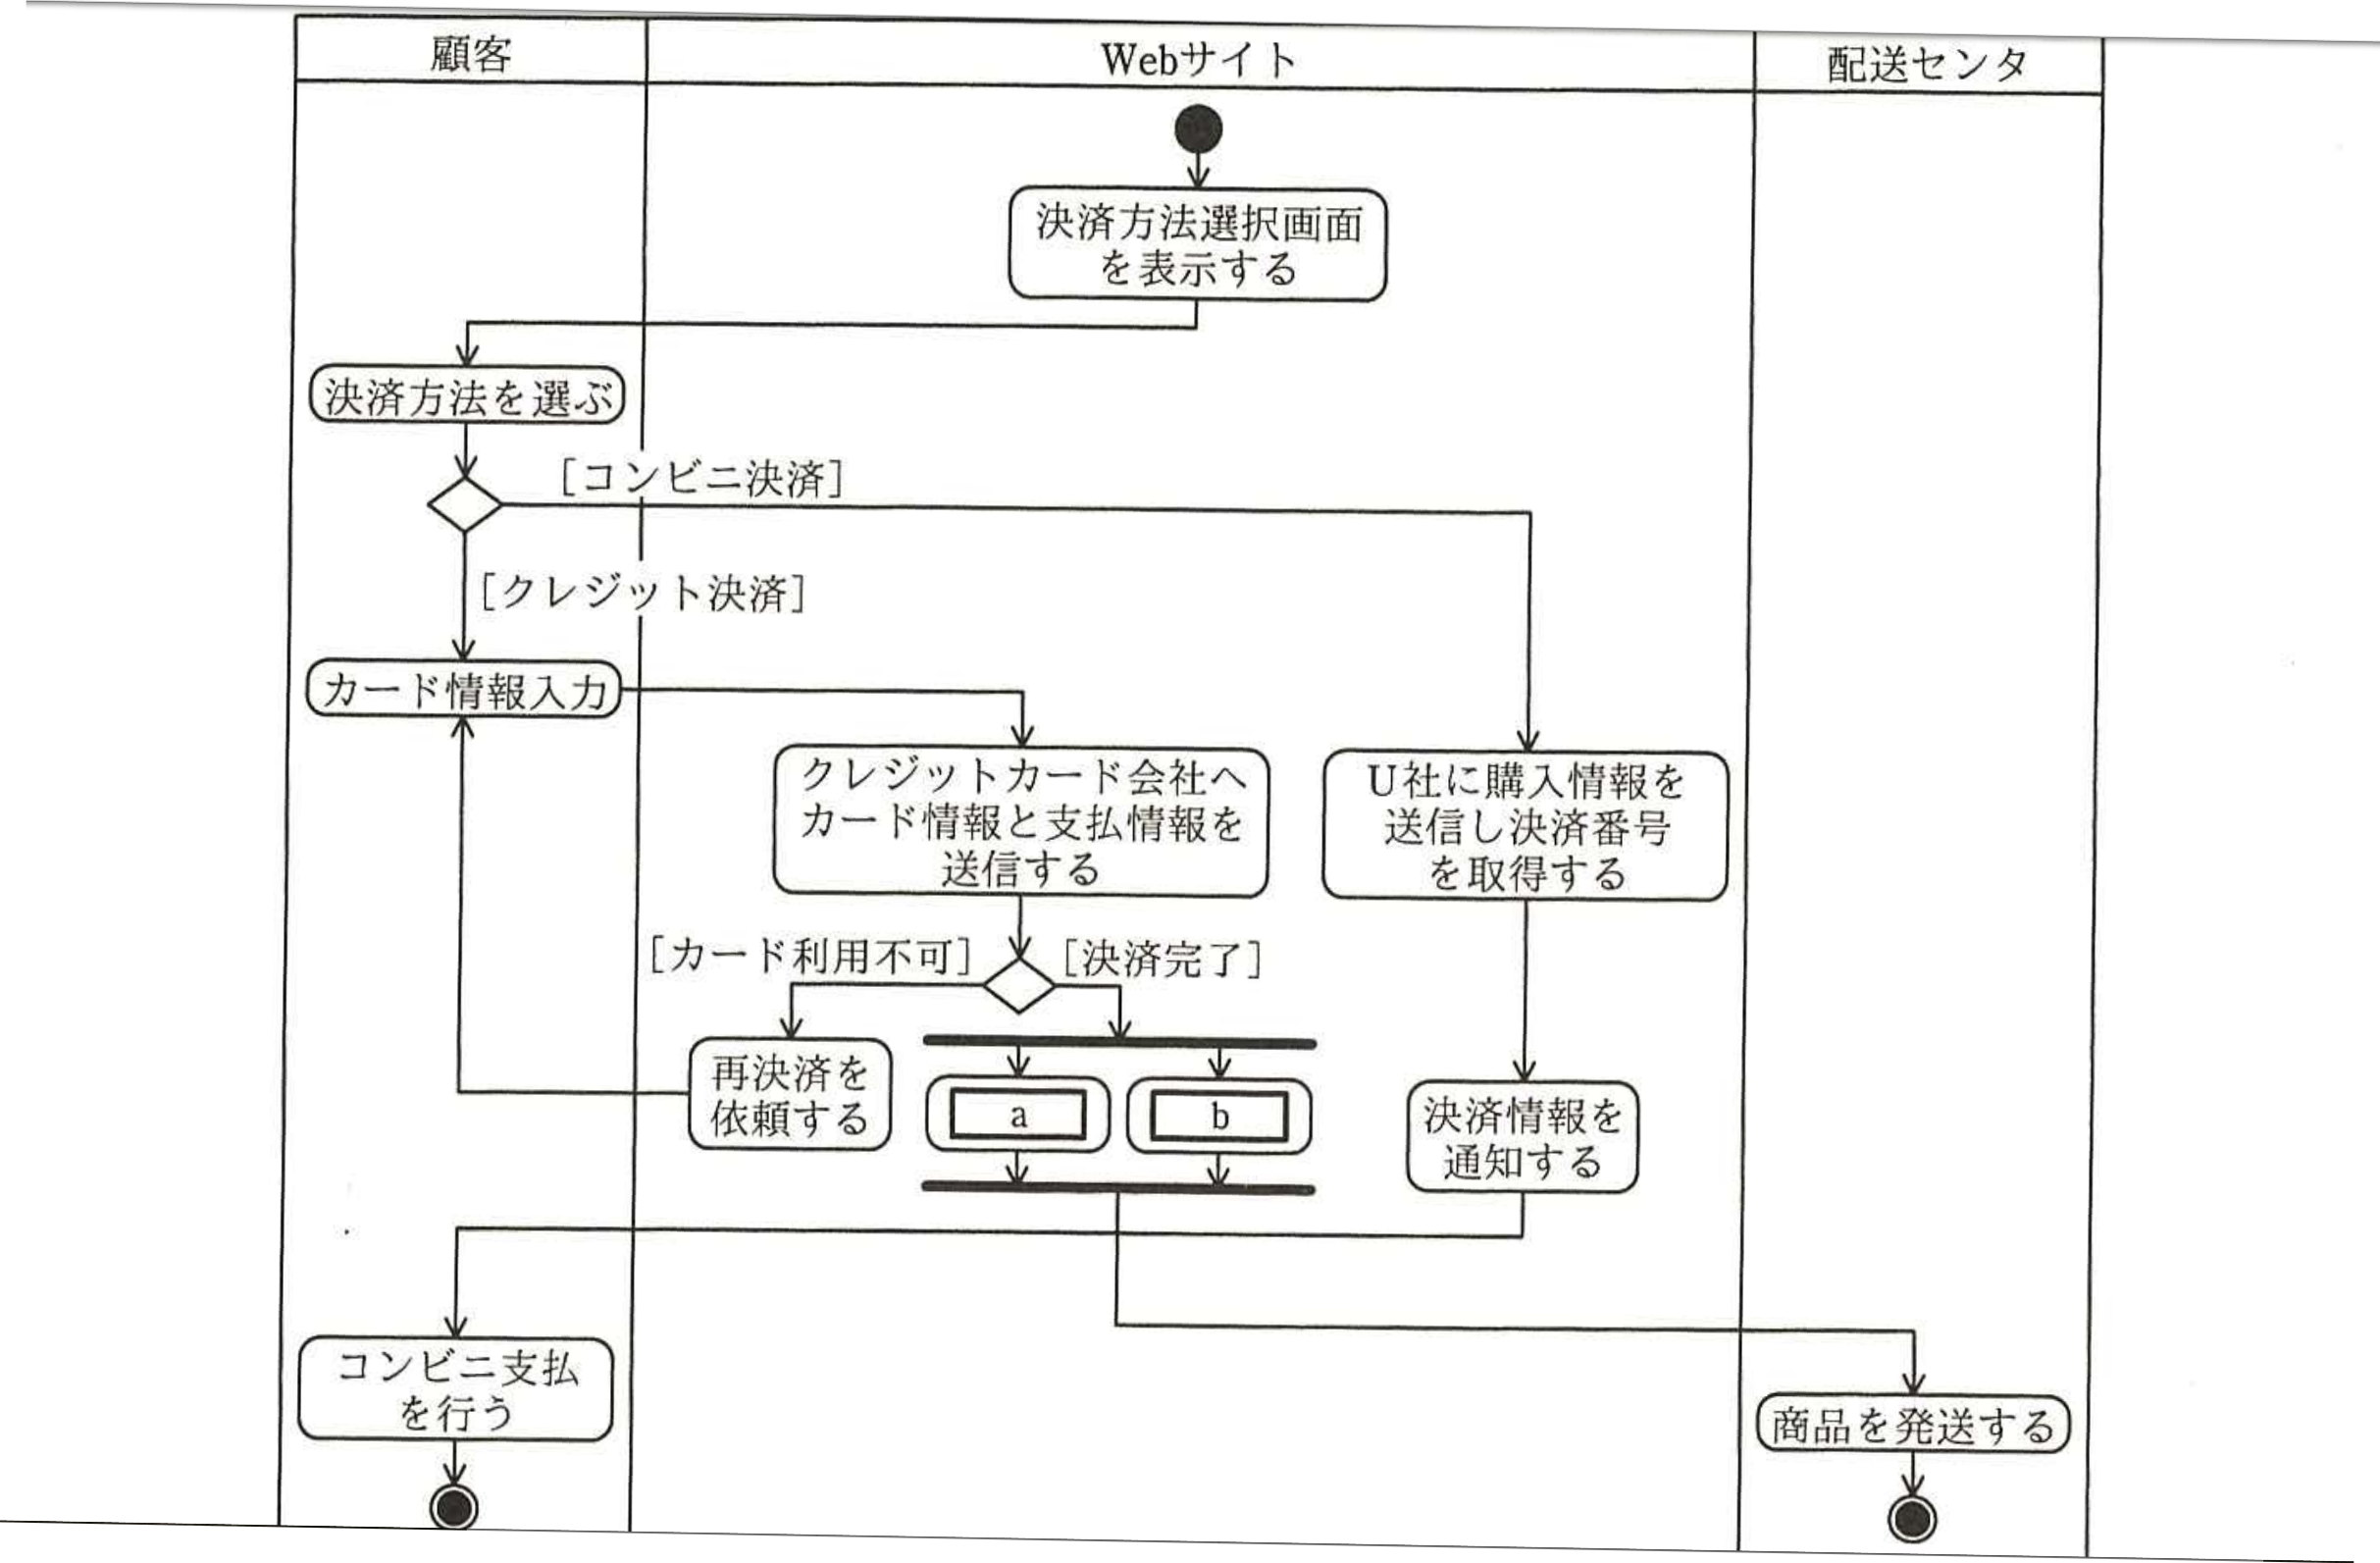 顧客
Webサイト
配送センタ
決済方法選択画面
を表示する
決済方法を選ぶ
[コンビニ決済]
[クレジット決済]
カード情報入力
クレジットカード会社へ
カード情報と支払情報を
送信する
U社に購入情報を
送信し決済番号
を取得する
[カード利用不可]
[決済完了]
再決済を
依頼する
a
b
決済情報を
通知する
コンビニ支払
を行う
商品を発送する